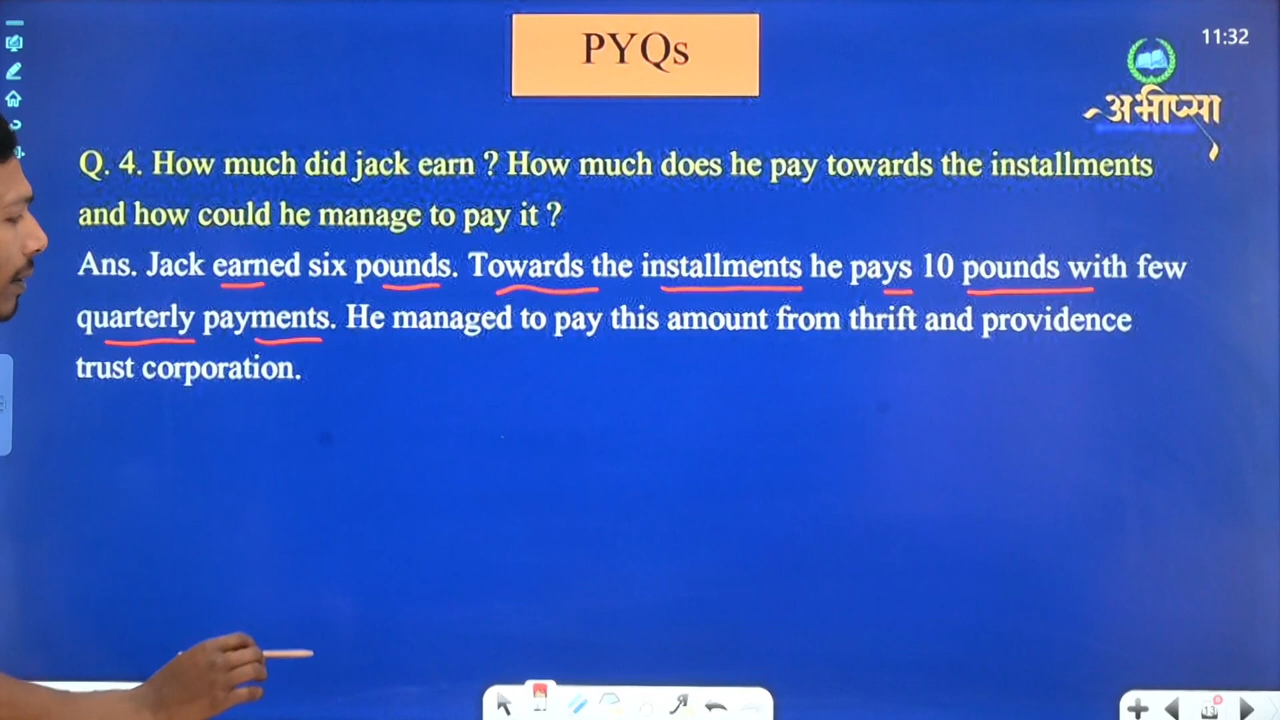 PYQs
11:32
अभीप्सा
Q. 4. How much did jack earn ? How much does he pay towards the installments
and how could he manage to pay it ?
Ans. Jack earned six pounds. Towards the installments he pays 10 pounds with few
quarterly payments. He managed to pay this amount from thrift and providence
trust corporation.
13